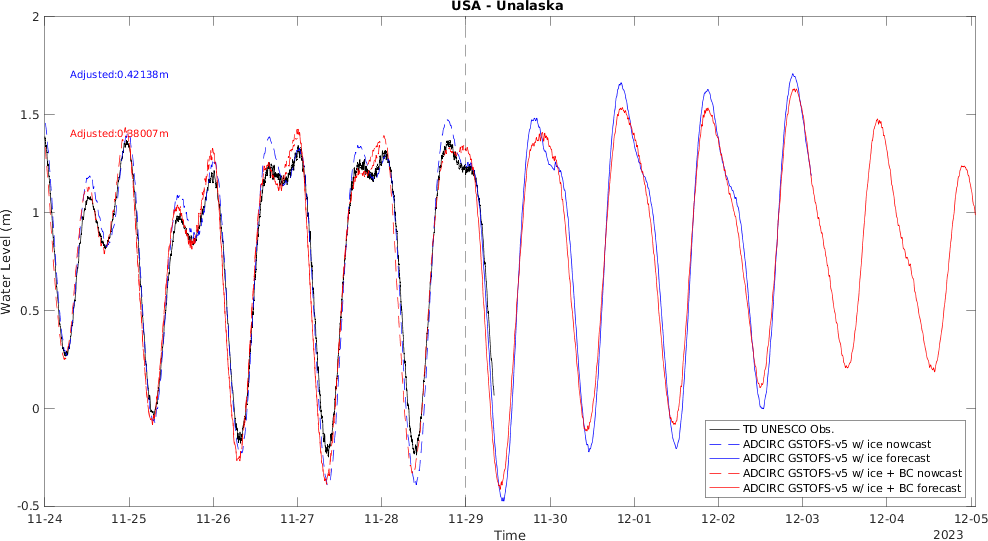 USA - Unalaska
2
1.5
1
0.5
0
-0.5
Water Level (m)
Adjusted:0.42138m
Adjusted:0.38007m
TD UNESCO Obs.
ADCIRC GSTOFS-v5 w/ ice nowcast
ADCIRC GSTOFS-v5 w/ ice forecast
ADCIRC GSTOFS-v5 w/ ice + BC nowcast
ADCIRC GSTOFS-v5 w/ ice + BC forecast
11-24 11-25 11-26 11-27 11-28 11-29 11-30 12-01 12-02 12-03 12-04 12-05
Time
2023